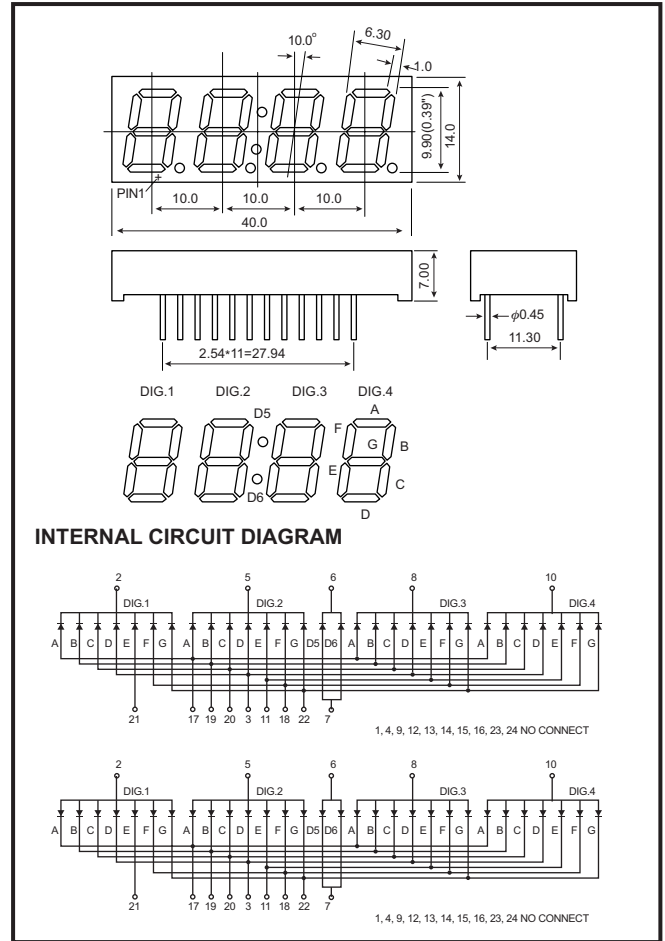 10.0°
6.30
1.0
9.90(0.39")
14.0
PIN1
10.0 10.0 10.0
40.0
7.00
ϕ0.45
11.30
2.54*11=27.94
DIG.1 DIG.2 DIG.3 DIG.4
A
D5
F
G B
E
C
D6
D
INTERNAL CIRCUIT DIAGRAM
2 5 6 8 10
DIG.1 DIG.2 DIG.3 DIG.4
A B C D E F G A B C D E F G D5 D6 A B C D E F G A B C D E F G
21 17 19 20 3 11 18 22 7
1, 4, 9, 12, 13, 14, 15, 16, 23, 24 NO CONNECT
2 5 6 8 10
DIG.1 DIG.2 DIG.3 DIG.4
A B C D E F G A B C D E F G D5 D6 A B C D E F G A B C D E F G
21 17 19 20 3 11 18 22 7
1, 4, 9, 12, 13, 14, 15, 16, 23, 24 NO CONNECT